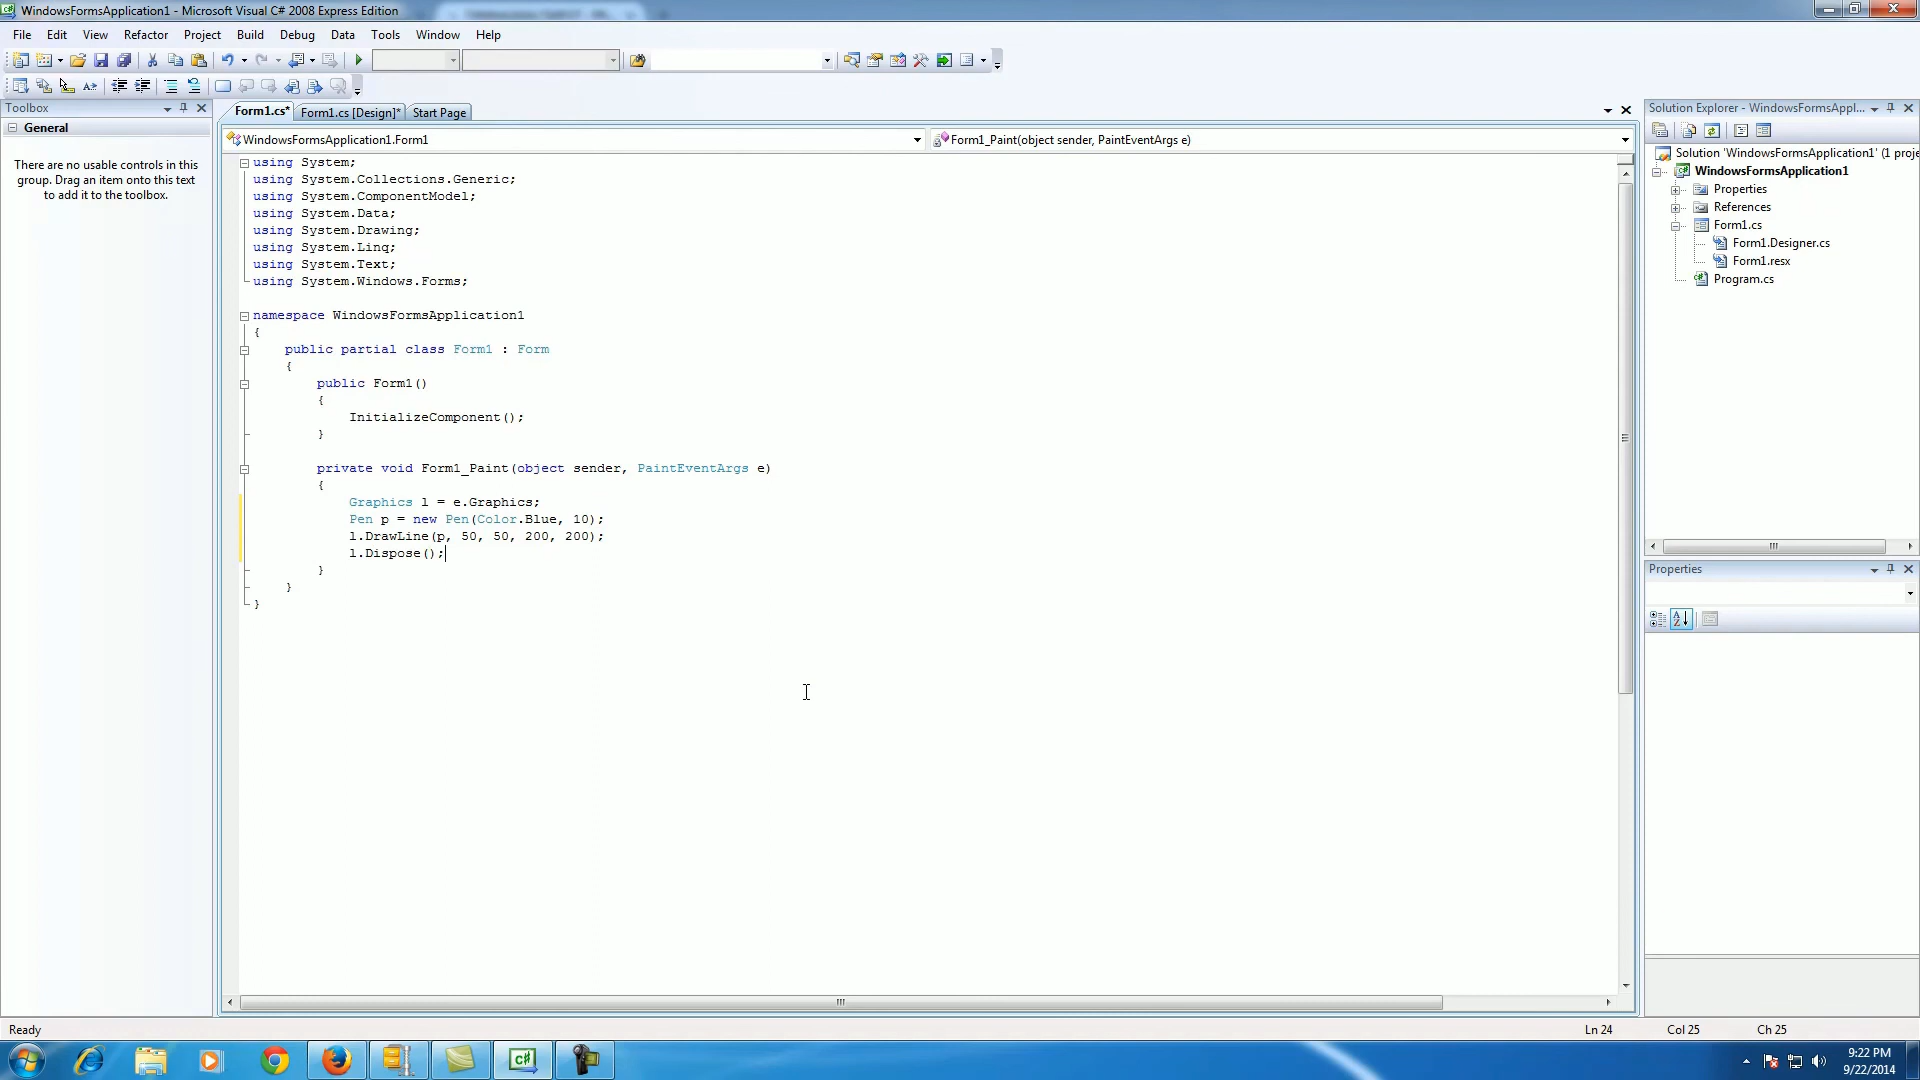 WindowsFormsApplication1 - Microsoft Visual C# 2008 Express Edition
File Edit View Refactor Project Build Debug Data Tools Window Help
Toolbox
General
There are no usable controls in this
group. Drag an item onto this text
to add it to the toolbox.
Form1.cs* Form1.cs [Design]* Start Page
WindowsFormsApplication1.Form1
Form1_Paint(object sender, PaintEventArgs e)
using System;
using System.Collections.Generic;
using System.ComponentModel;
using System.Data;
using System.Drawing;
using System.Linq;
using System.Text;
using System.Windows.Forms;
namespace WindowsFormsApplication1
{
public partial class Form1 : Form
{
public Form1()
{
InitializeComponent();
}
private void Form1_Paint(object sender, PaintEventArgs e)
{
Graphics l = e.Graphics;
Pen p = new Pen(Color.Blue, 10);
l.DrawLine(p, 50, 50, 200, 200);
l.Dispose();
}
}
}
Solution Explorer - WindowsFormsAppl...
Solution 'WindowsFormsApplication1' (1 proje
WindowsFormsApplication1
Properties
References
Form1.cs
Form1.Designer.cs
Form1.resx
Program.cs
Properties
Ready
Ln 24 Col 25 Ch 25
9:22 PM
9/22/2014